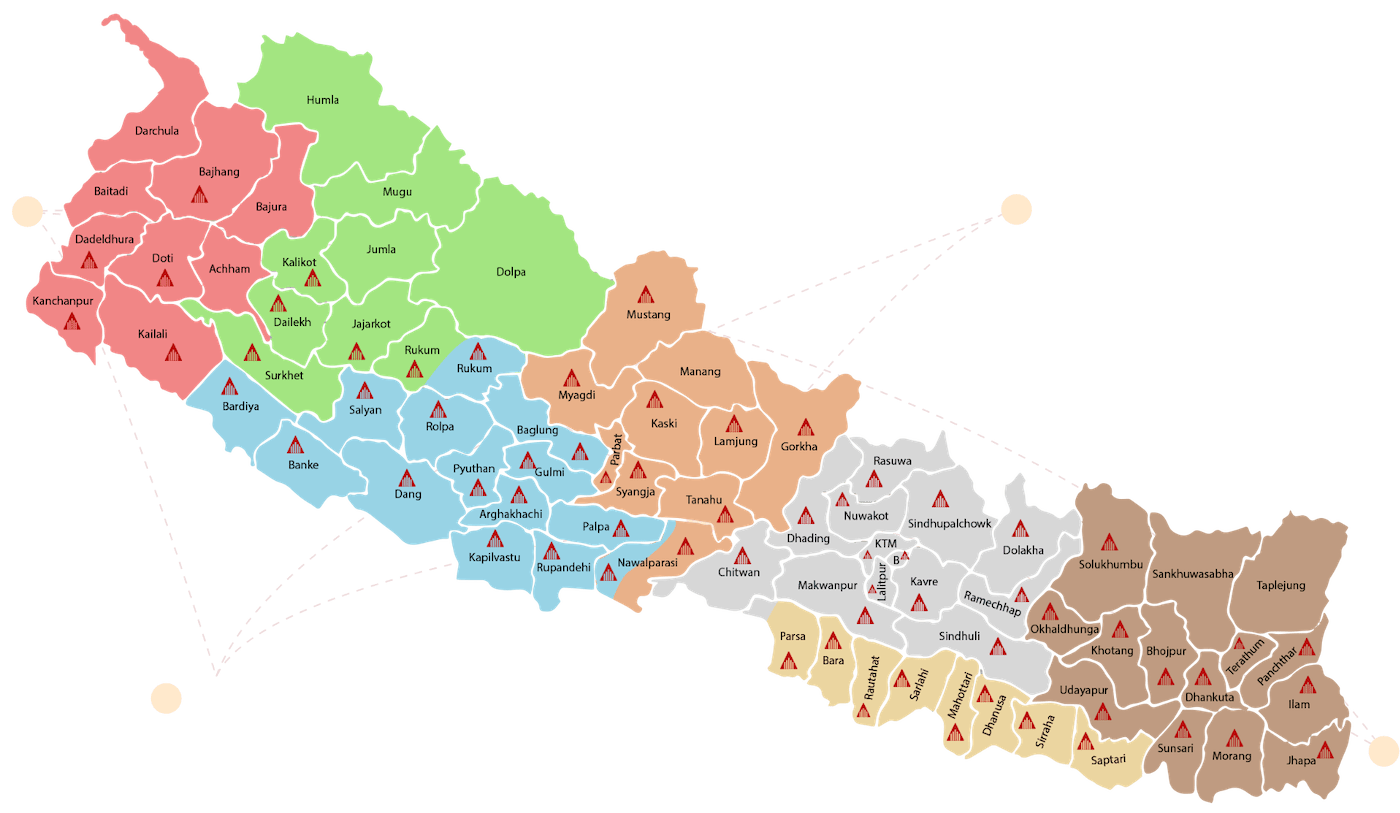 Humla
Darchula
Bajhang
Baitadi
Mugu
Bajura
Dadeldhura
Jumla
Doti
Kalikot
Achham
Dolpa
Kanchanpur
Mustang
Dailekh
Jajarkot
Kailali
Rukum
Rukum
Surkhet
Manang
Myagdi
Bardiya
Salyan
Kaski
Rolpa
Baglung
Parbat
Lamjung
Gorkha
Banke
Pyuthan
Gulmi
Rasuwa
Dang
Syangja
Tanahu
Arghakhachi
Nuwakot
Sindhupalchowk
Palpa
Dhading
KTM
Dolakha
Kapilvastu
Rupandehi
Nawalparasi
Chitwan
B
Solukhumbu
Sankhuwasabha
Makwanpur
Lalitpur
Kavre
Taplejung
Ramechhap
Okhaldhunga
Parsa
Sindhuli
Khotang
Bhojpur
Terathum
Panchthar
Bara
Rautahat
Sarlahi
Mahottari
Udayapur
Dhankuta
Ilam
Dhanusa
Sirraha
Saptari
Sunsari
Morang
Jhapa